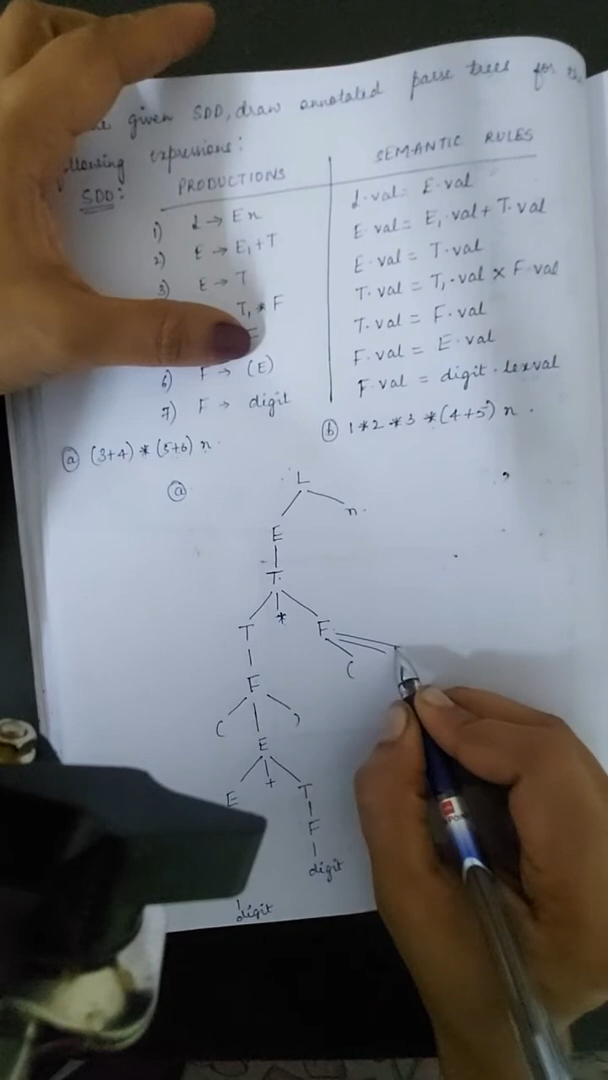 given SDD, draw annotated parse trees for
following expressions:
SDD: PRODUCTIONS SEMANTIC RULES
1) L → En L.val = E.val
2) E → E₁+T E.val = E₁.val + T.val
3) E → T E.val = T.val
T₁ * F T.val = T₁.val × F.val
F T.val = F.val
6) F → (E) F.val = E.val
7) F → digit F.val = digit.lexval
(a) (3+4) * (5+6) n. (b) 1*2*3*(4+5) n.
(a)
L
n.
E
T
*
T F
(
F
( )
E
E + T
F
digit
digit